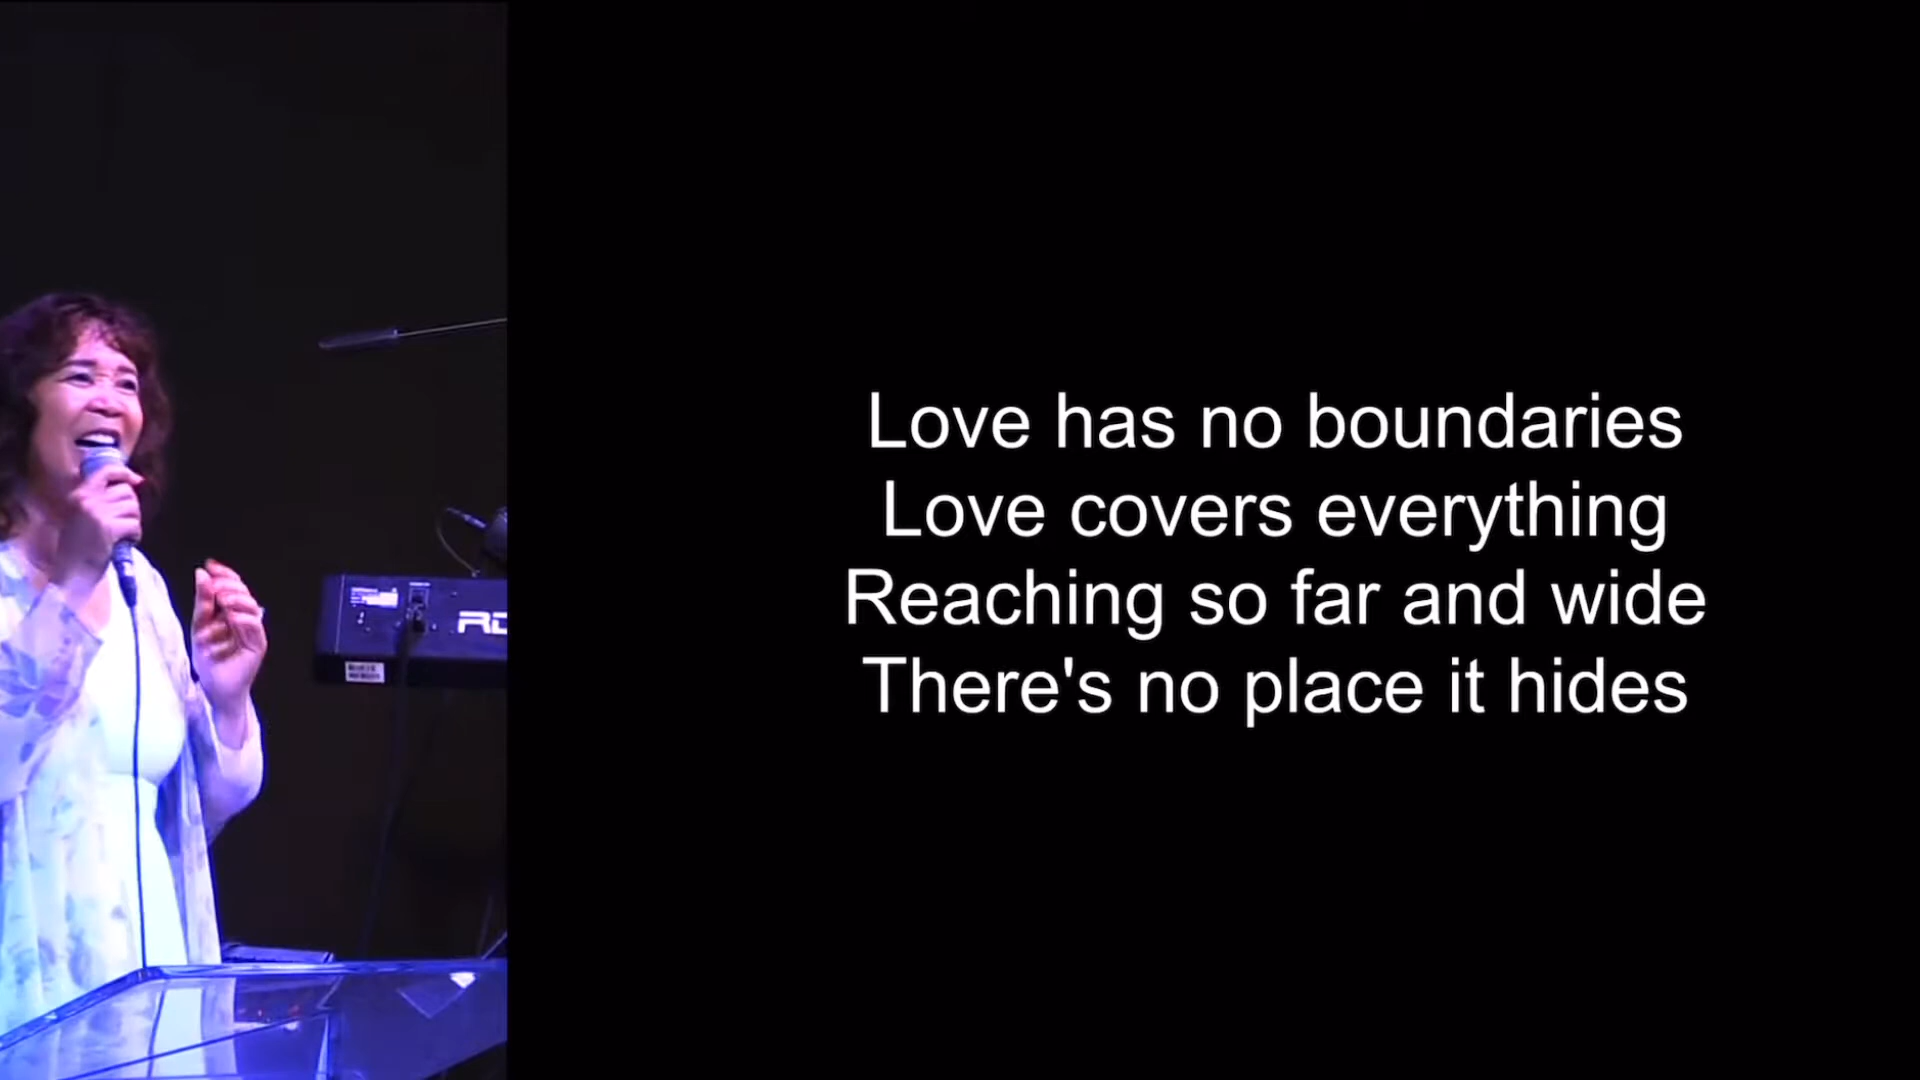 Love has no boundaries
Love covers everything
Reaching so far and wide
There's no place it hides